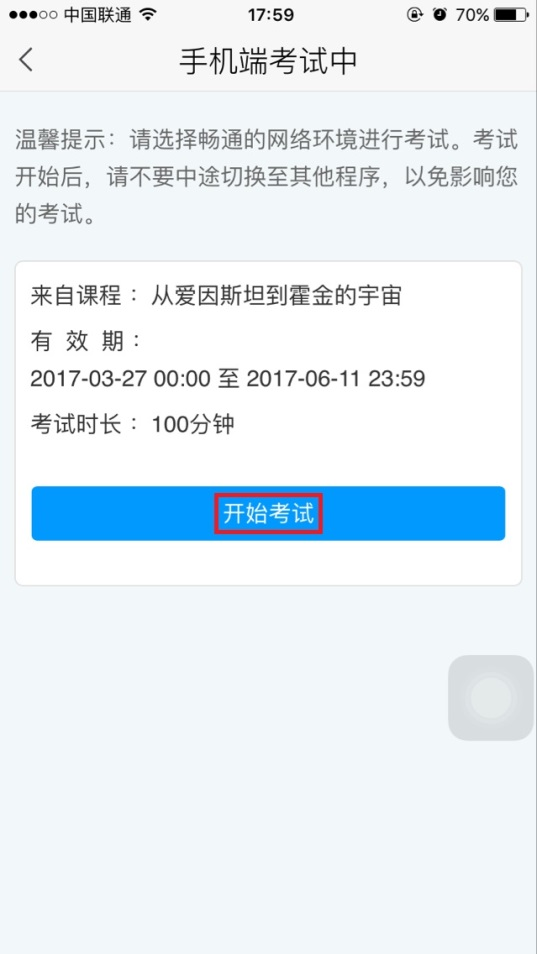 中国联通 17:59 70%
手机端考试中
温馨提示：请选择畅通的网络环境进行考试。考试
开始后，请不要中途切换至其他程序，以免影响您
的考试。
来自课程： 从爱因斯坦到霍金的宇宙
有 效 期：
2017-03-27 00:00 至 2017-06-11 23:59
考试时长： 100分钟
开始考试